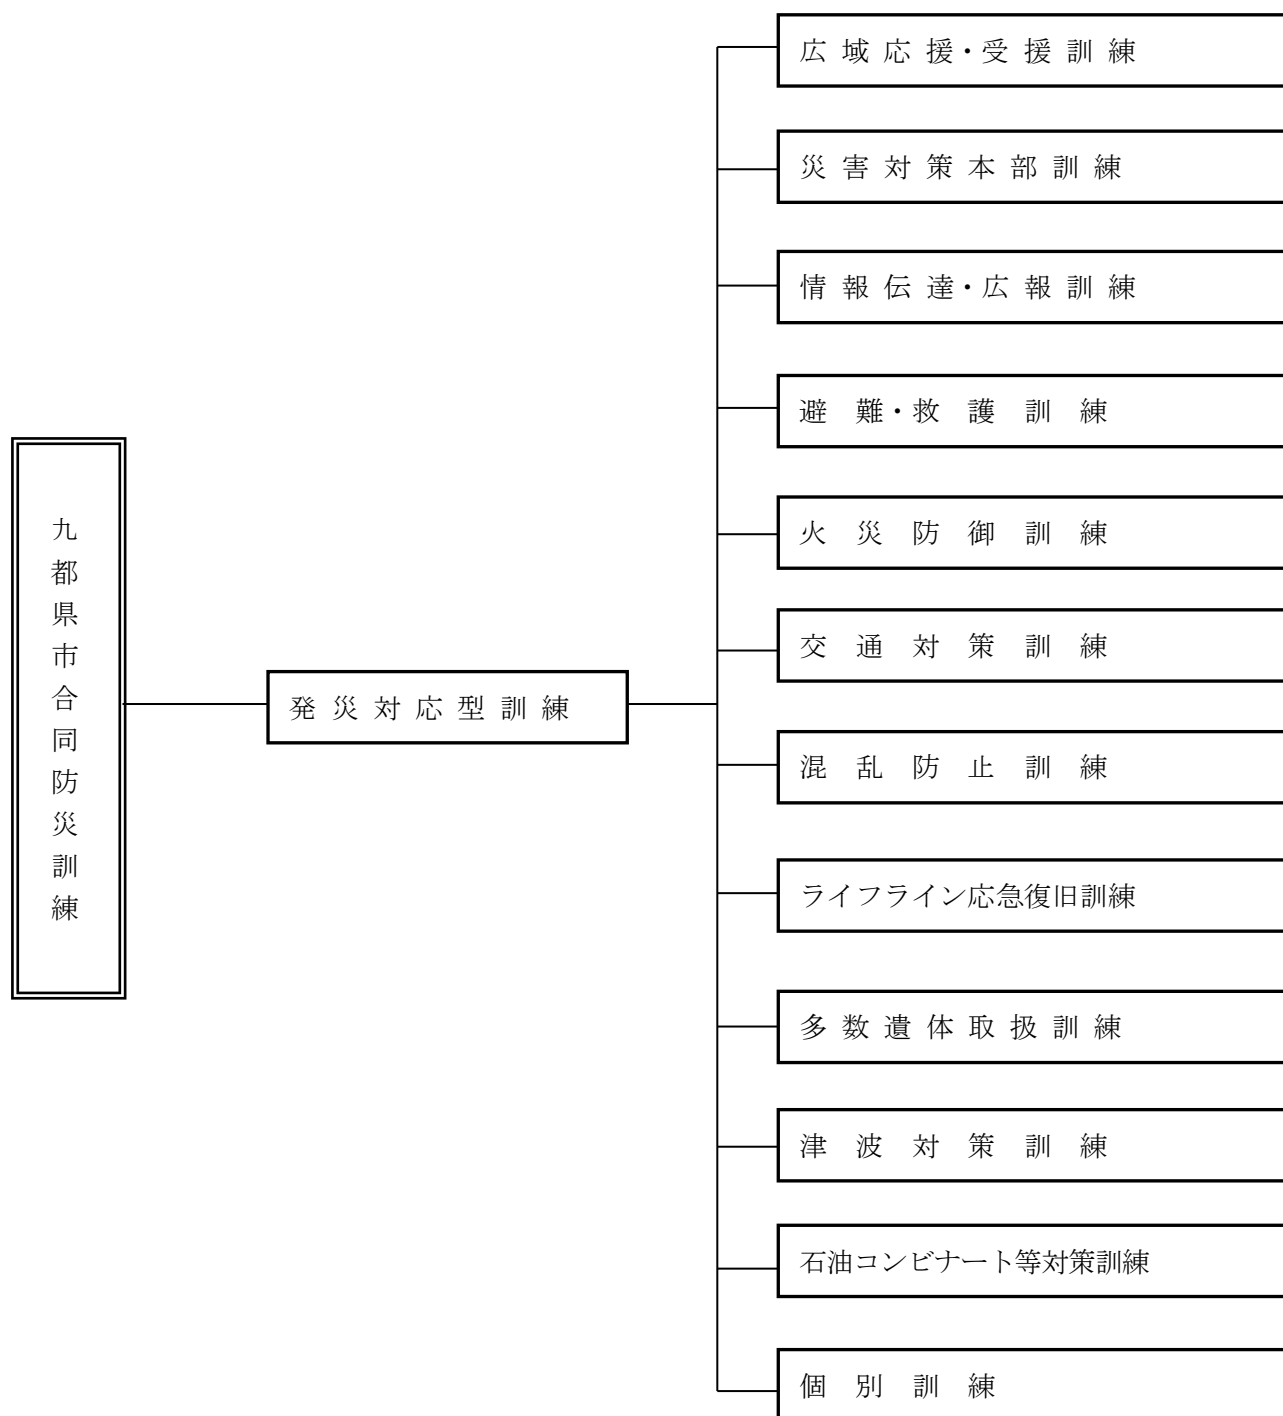 九都県市合同防災訓練
発災対応型訓練
広域応援・受援訓練
災害対策本部訓練
情報伝達・広報訓練
避難・救護訓練
火災防御訓練
交通対策訓練
混乱防止訓練
ライフライン応急復旧訓練
多数遺体取扱訓練
津波対策訓練
石油コンビナート等対策訓練
個別訓練